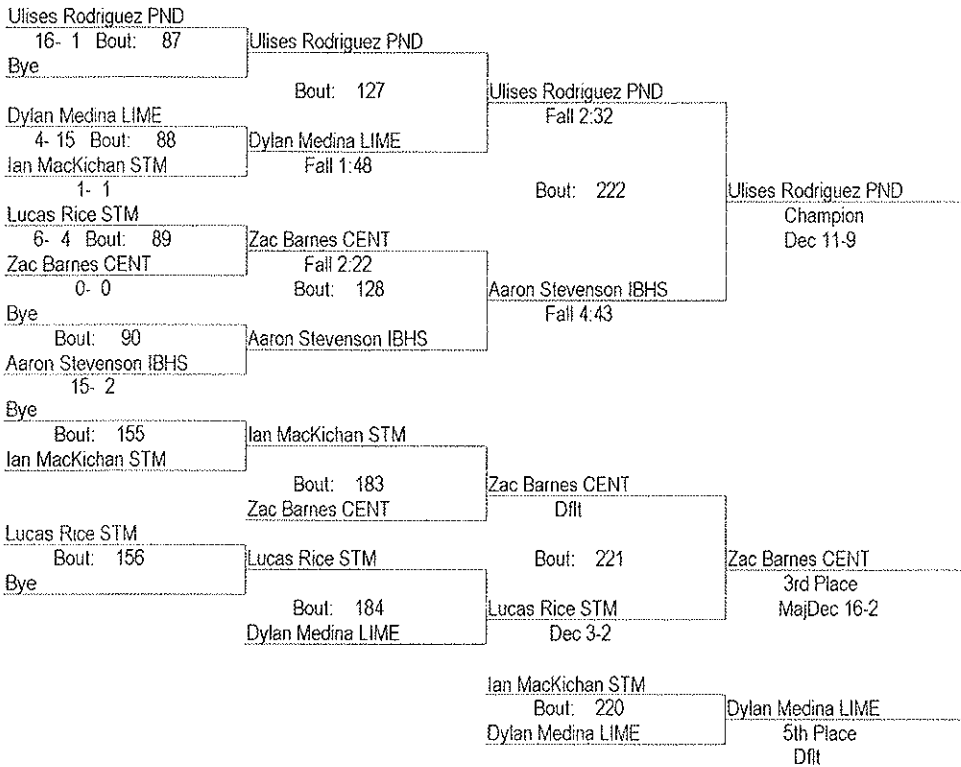 Ulises Rodriguez PND
16- 1 Bout: 87
Bye
Ulises Rodriguez PND
Bout: 127
Dylan Medina LIME
4- 15 Bout: 88
Ian MacKichan STM
1- 1
Dylan Medina LIME
Fall 1:48
Ulises Rodriguez PND
Fall 2:32
Bout: 222
Lucas Rice STM
6- 4 Bout: 89
Zac Barnes CENT
0- 0
Zac Barnes CENT
Fall 2:22
Bout: 128
Bye
Bout: 90
Aaron Stevenson IBHS
15- 2
Aaron Stevenson IBHS
Aaron Stevenson IBHS
Fall 4:43
Ulises Rodriguez PND
Champion
Dec 11-9
Bye
Bout: 155
Ian MacKichan STM
Ian MacKichan STM
Bout: 183
Zac Barnes CENT
Zac Barnes CENT
Dflt
Bout: 221
Lucas Rice STM
Bout: 156
Bye
Lucas Rice STM
Bout: 184
Dylan Medina LIME
Lucas Rice STM
Dec 3-2
Zac Barnes CENT
3rd Place
MajDec 16-2
Ian MacKichan STM
Bout: 220
Dylan Medina LIME
Dylan Medina LIME
5th Place
Dflt